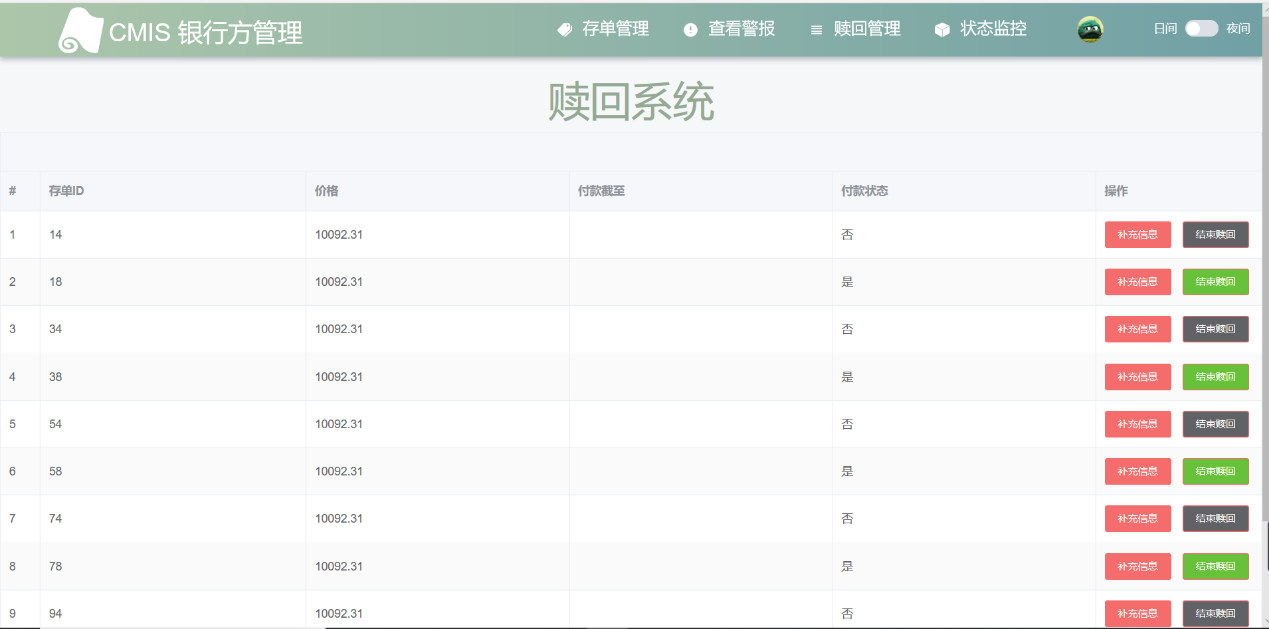 CMIS 银行方管理 存单管理 查看警报 赎回管理 状态监控 日间 夜间
赎回系统
# 存单ID 价格 付款截至 付款状态 操作
1 14 10092.31 否 补充信息 结束赎回
2 18 10092.31 是 补充信息 结束赎回
3 34 10092.31 否 补充信息 结束赎回
4 38 10092.31 是 补充信息 结束赎回
5 54 10092.31 否 补充信息 结束赎回
6 58 10092.31 是 补充信息 结束赎回
7 74 10092.31 否 补充信息 结束赎回
8 78 10092.31 是 补充信息 结束赎回
9 94 10092.31 否 补充信息 结束赎回